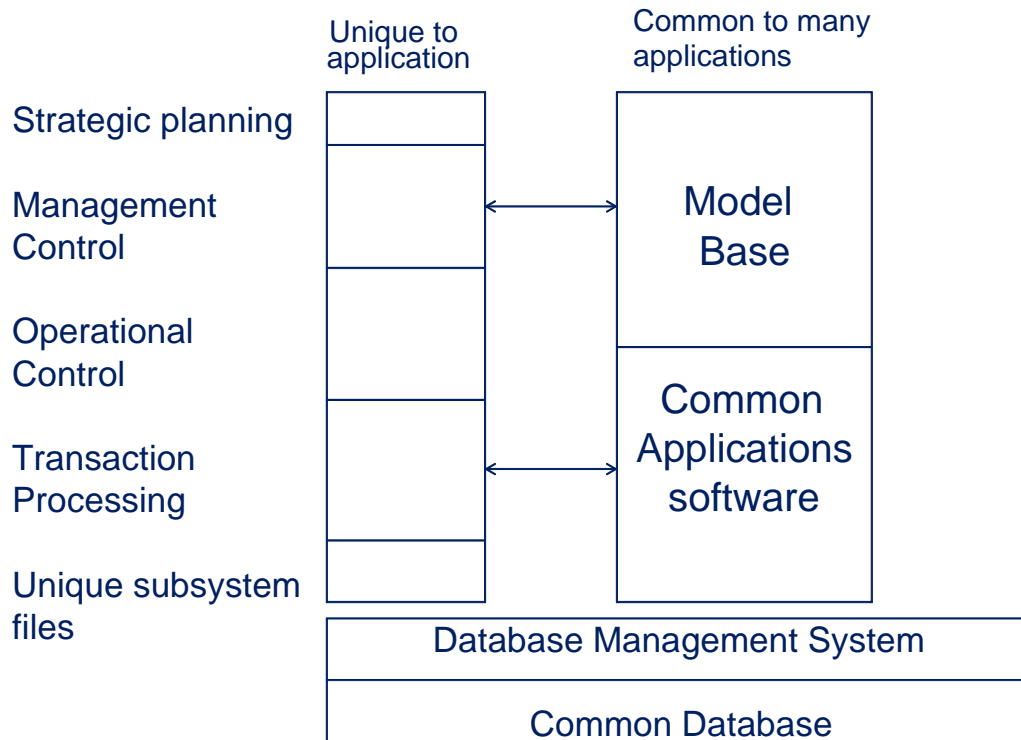 Unique to
application
Common to many
applications
Strategic planning
Management
Control
Model
Base
Operational
Control
Common
Applications
software
Transaction
Processing
Unique subsystem
files
Database Management System
Common Database